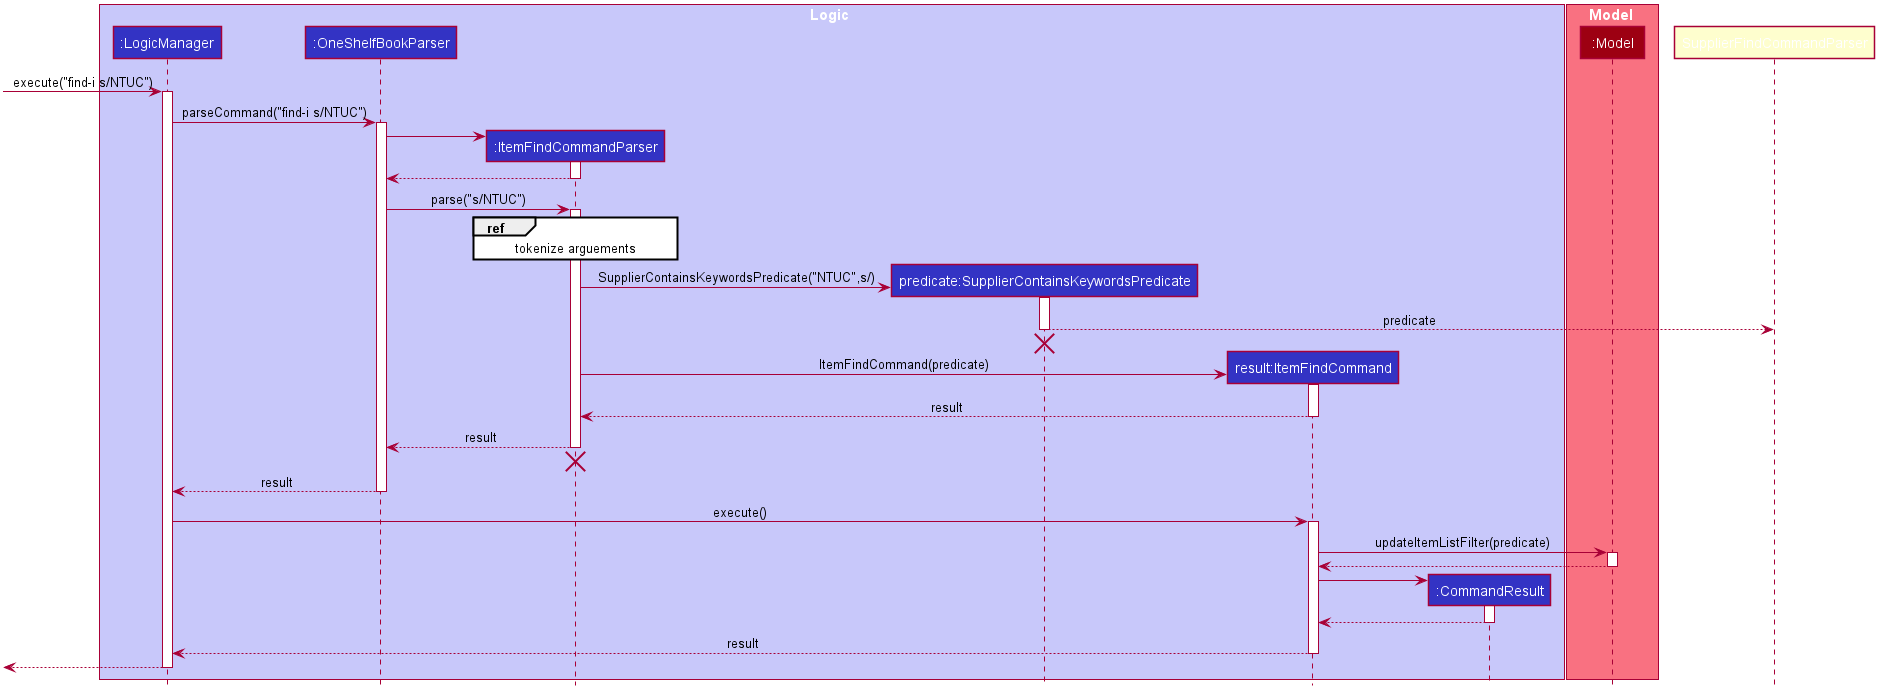 Logic
Model
:LogicManager
:OneShelfBookParser
:Model
execute("find-i s/NTUC")
parseCommand("find-i s/NTUC")
:ItemFindCommandParser
parse("s/NTUC")
ref
tokenize arguements
SupplierContainsKeywordsPredicate("NTUC",s/)
predicate:SupplierContainsKeywordsPredicate
predicate
ItemFindCommand(predicate)
result:ItemFindCommand
result
result
result
execute()
updateItemListFilter(predicate)
:CommandResult
result